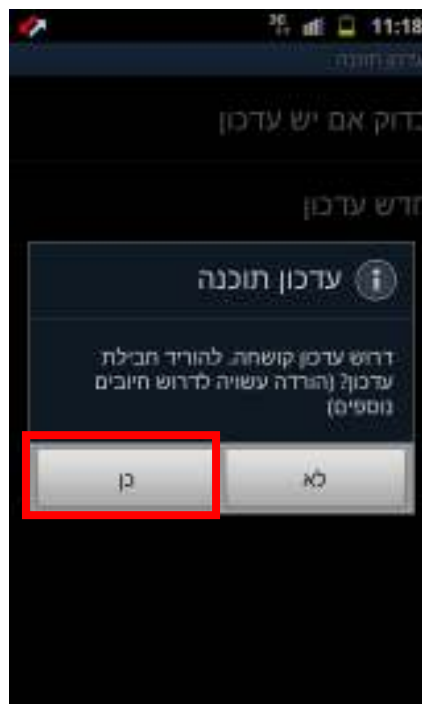 3G 11:18
עדכון תוכנה
בדוק אם יש עדכון
חדש עדכון
עדכון תוכנה
דרוש עדכון קושחה. להוריד חבילת
עדכון? (הורדה עשויה לדרוש חיובים
נוספים)
לא
כן